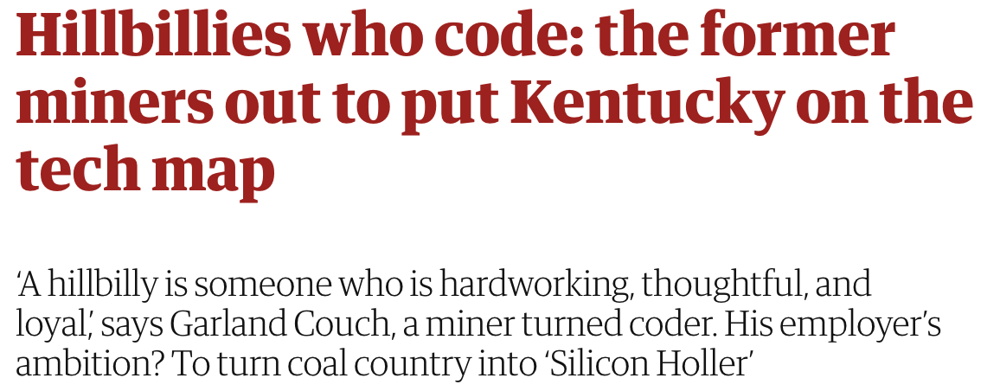 Hillbillies who code: the former
miners out to put Kentucky on the
tech map
‘A hillbilly is someone who is hardworking, thoughtful, and
loyal,’ says Garland Couch, a miner turned coder. His employer’s
ambition? To turn coal country into ‘Silicon Holler’